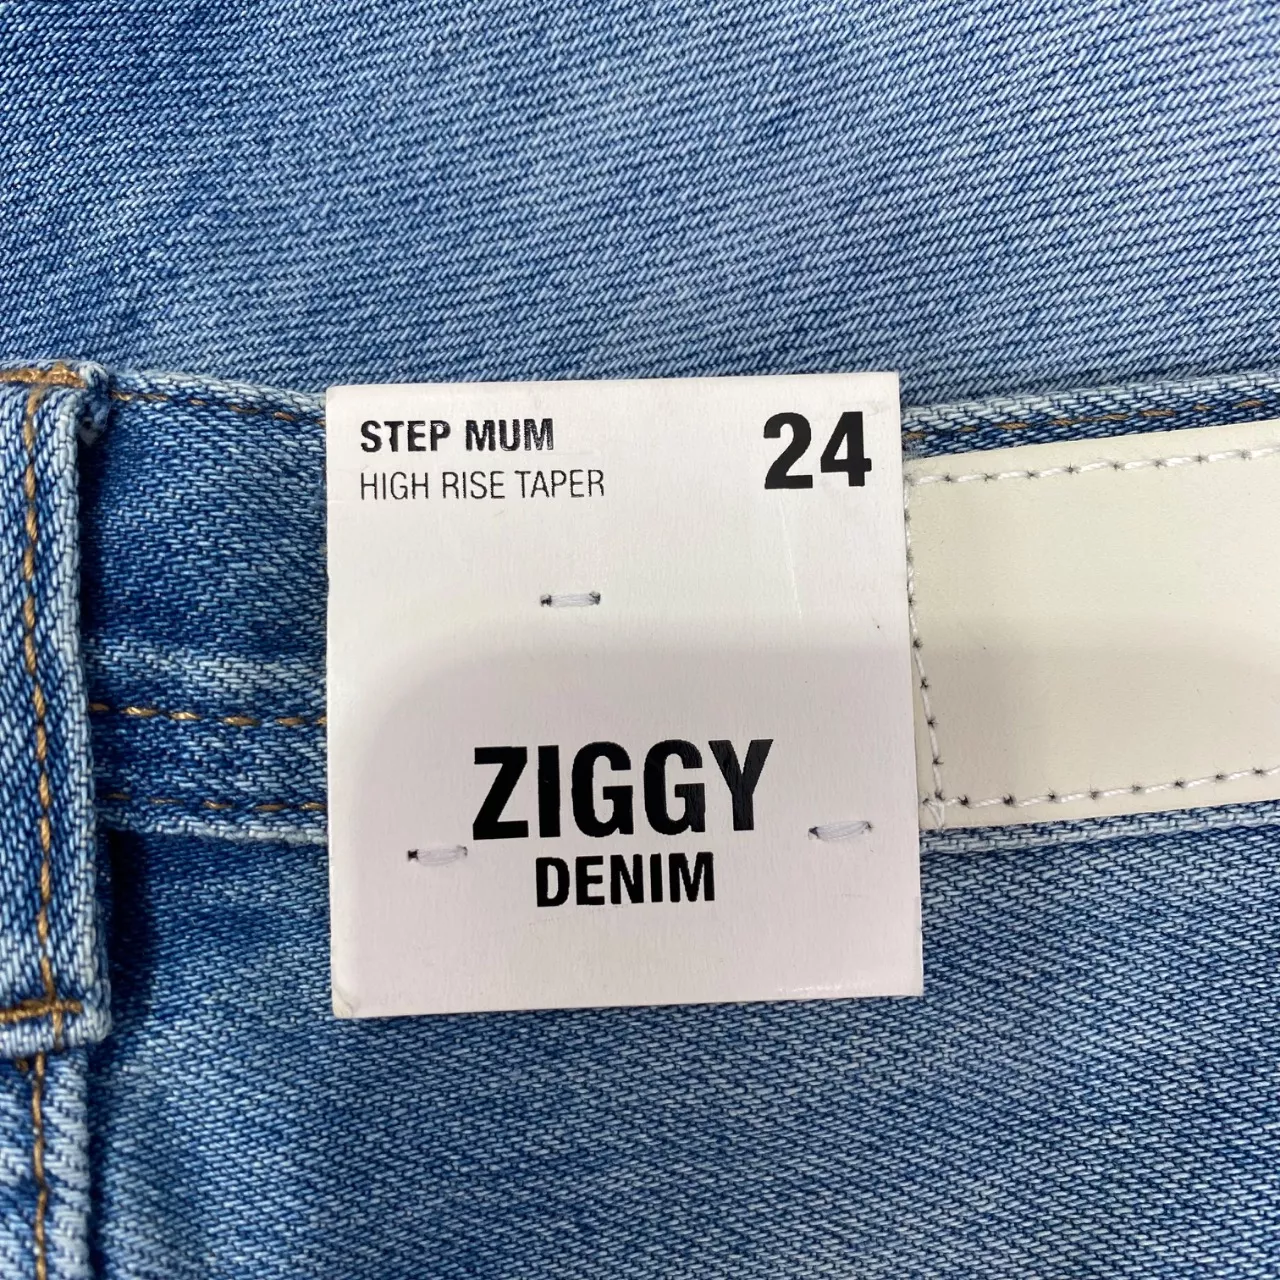 STEP MUM 24
HIGH RISE TAPER
ZIGGY
DENIM